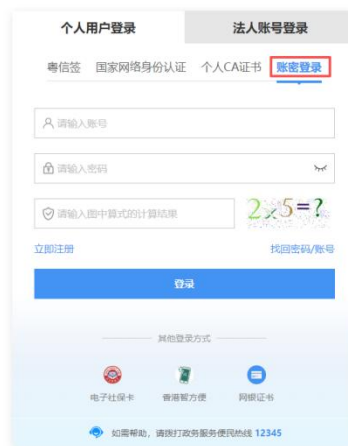 个人用户登录 法人账号登录
粤信签 国家网络身份认证 个人CA证书 账密登录
请输入账号
请输入密码
请输入图中算式的计算结果 2×5=?
立即注册 找回密码/账号
登录
其他登录方式
电子社保卡 香港智方便 网银证书
如需帮助，请拨打政务服务便民热线 12345